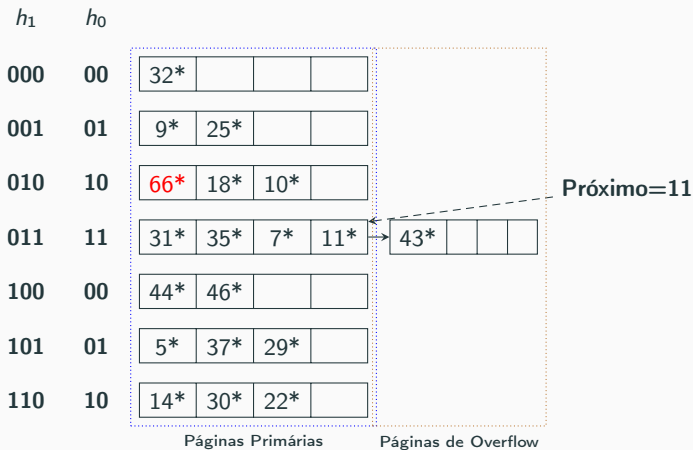 h₁ h₀
000 00 32*
001 01 9* 25*
010 10 66* 18* 10*
Próximo=11
011 11 31* 35* 7* 11* 43*
100 00 44* 46*
101 01 5* 37* 29*
110 10 14* 30* 22*
Páginas Primárias Páginas de Overflow